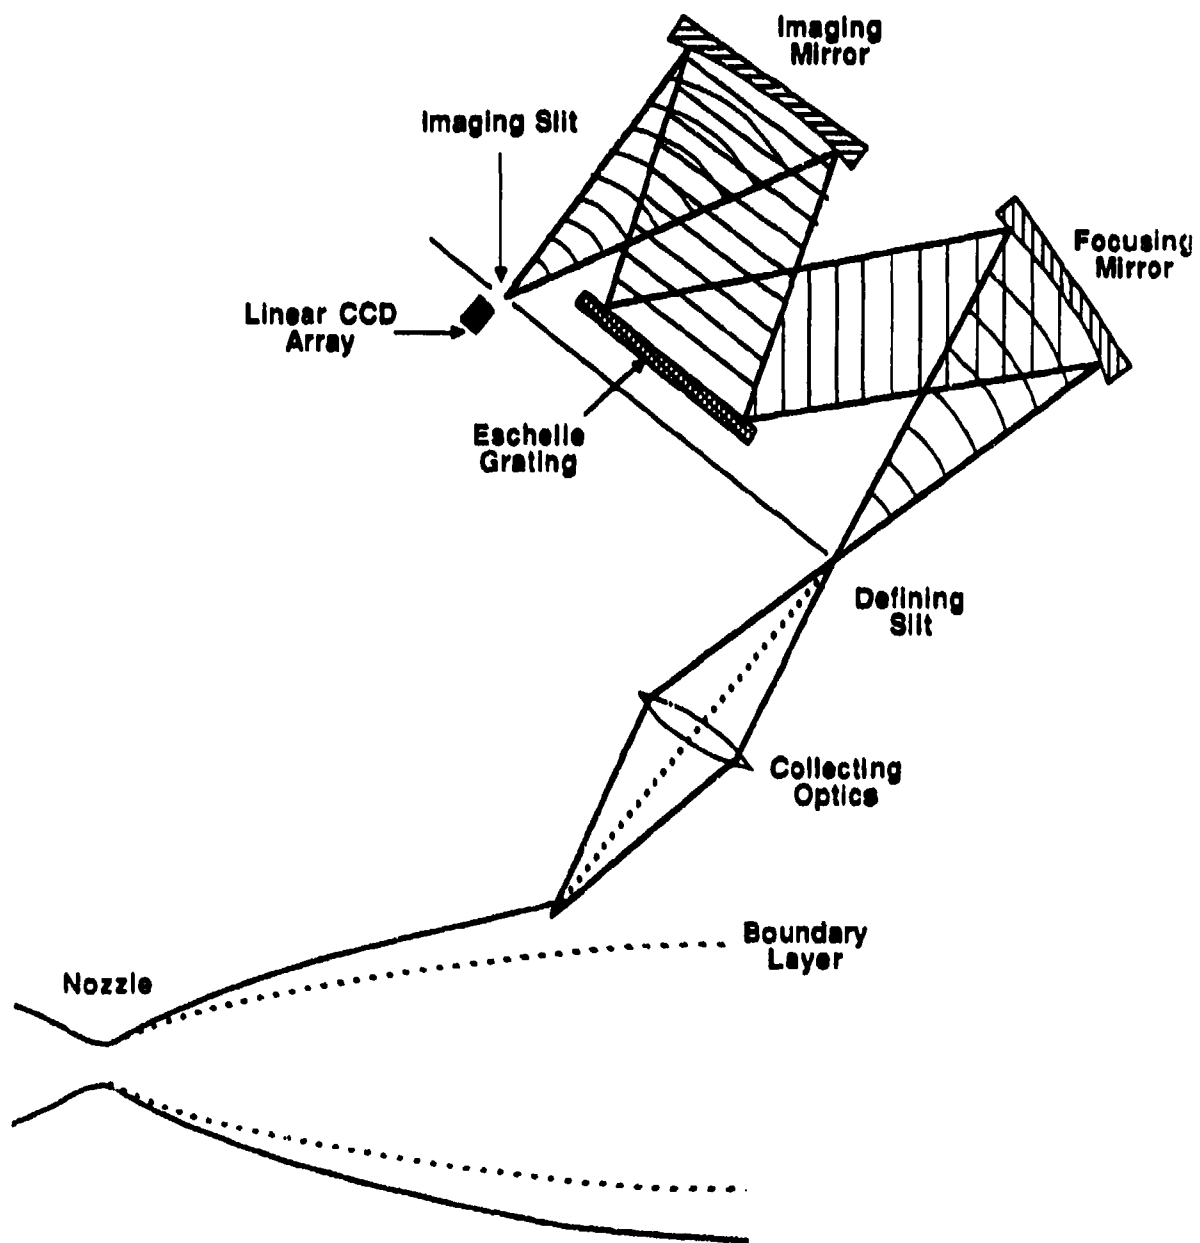 Imaging
Mirror
Imaging Slit
Focusing
Mirror
Linear CCD
Array
Eschelle
Grating
Defining
Slit
Collecting
Optics
Boundary
Layer
Nozzle